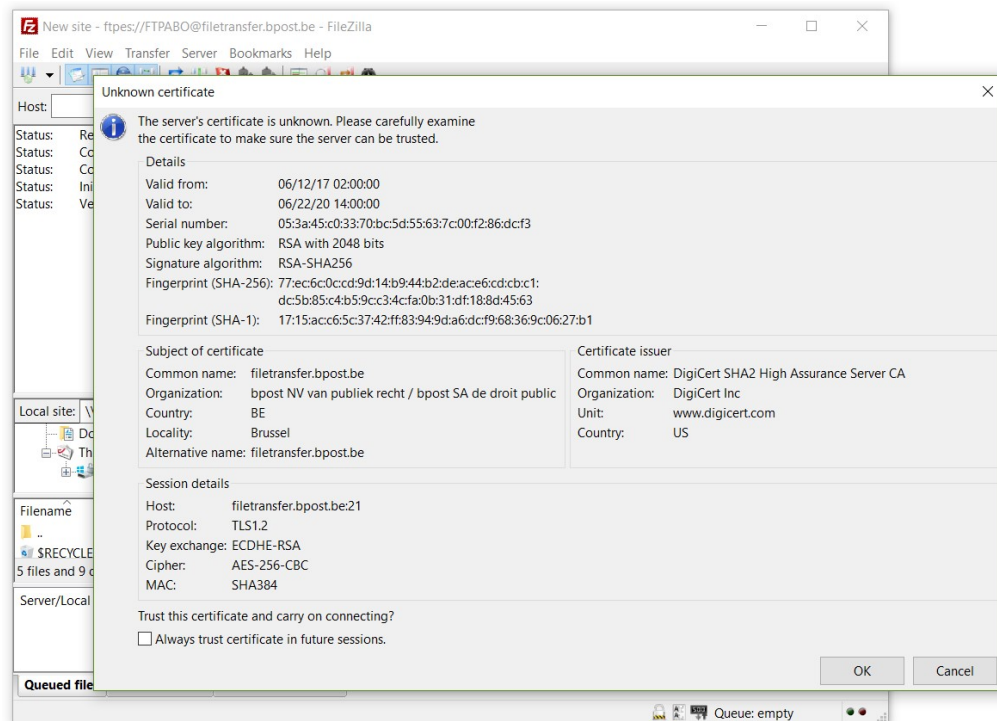 New site - ftpes://FTPABO@filetransfer.bpost.be - FileZilla
File Edit View Transfer Server Bookmarks Help
Unknown certificate
Host:
The server's certificate is unknown. Please carefully examine
the certificate to make sure the server can be trusted.
Status: Re
Status: Co
Status: Co
Status: Ini
Status: Ve
Details
Valid from: 06/12/17 02:00:00
Valid to: 06/22/20 14:00:00
Serial number: 05:3a:45:c0:33:70:bc:5d:55:63:7c:00:f2:86:dc:f3
Public key algorithm: RSA with 2048 bits
Signature algorithm: RSA-SHA256
Fingerprint (SHA-256): 77:ec:6c:0c:cd:9d:14:b9:44:b2:de:ac:e6:cd:cb:c1:
dc:5b:85:c4:b5:9c:c3:4c:fa:0b:31:df:18:8d:45:63
Fingerprint (SHA-1): 17:15:ac:c6:5c:37:42:ff:83:94:9d:a6:dc:f9:68:36:9c:06:27:b1
Subject of certificate
Common name: filetransfer.bpost.be
Organization: bpost NV van publiek recht / bpost SA de droit public
Country: BE
Locality: Brussel
Alternative name: filetransfer.bpost.be
Certificate issuer
Common name: DigiCert SHA2 High Assurance Server CA
Organization: DigiCert Inc
Unit: www.digicert.com
Country: US
Local site: \
Do
Th
Session details
Host: filetransfer.bpost.be:21
Protocol: TLS1.2
Key exchange: ECDHE-RSA
Cipher: AES-256-CBC
MAC: SHA384
Filename
..
$RECYCLE
5 files and 9 d
Server/Local
Trust this certificate and carry on connecting?
Always trust certificate in future sessions.
OK Cancel
Queued file
Queue: empty